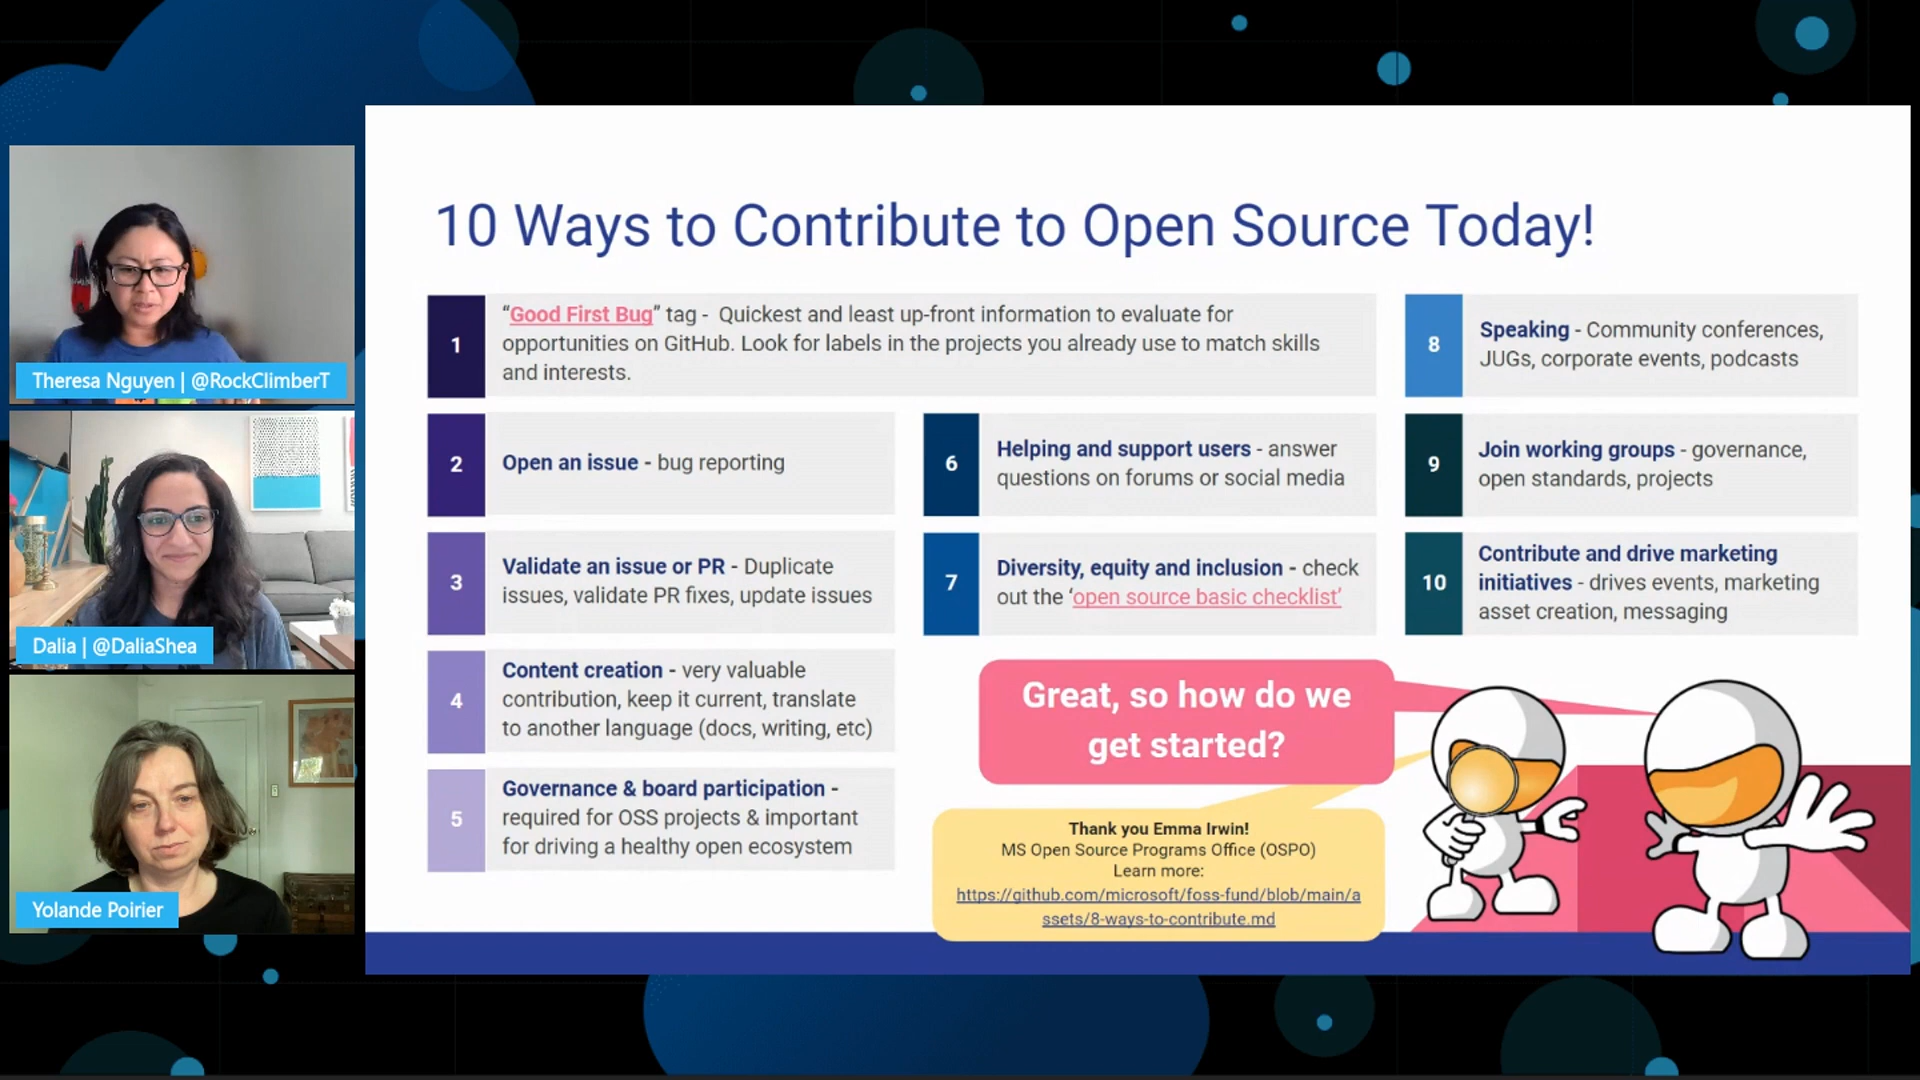 Theresa Nguyen | @RockClimberT
Dalia | @DaliaShea
Yolande Poirier
10 Ways to Contribute to Open Source Today!
1
“Good First Bug” tag - Quickest and least up-front information to evaluate for
opportunities on GitHub. Look for labels in the projects you already use to match skills
and interests.
2
Open an issue - bug reporting
3
Validate an issue or PR - Duplicate
issues, validate PR fixes, update issues
4
Content creation - very valuable
contribution, keep it current, translate
to another language (docs, writing, etc)
5
Governance & board participation -
required for OSS projects & important
for driving a healthy open ecosystem
6
Helping and support users - answer
questions on forums or social media
7
Diversity, equity and inclusion - check
out the ‘open source basic checklist’
8
Speaking - Community conferences,
JUGs, corporate events, podcasts
9
Join working groups - governance,
open standards, projects
10
Contribute and drive marketing
initiatives - drives events, marketing
asset creation, messaging
Great, so how do we
get started?
Thank you Emma Irwin!
MS Open Source Programs Office (OSPO)
Learn more:
https://github.com/microsoft/foss-fund/blob/main/a
ssets/8-ways-to-contribute.md